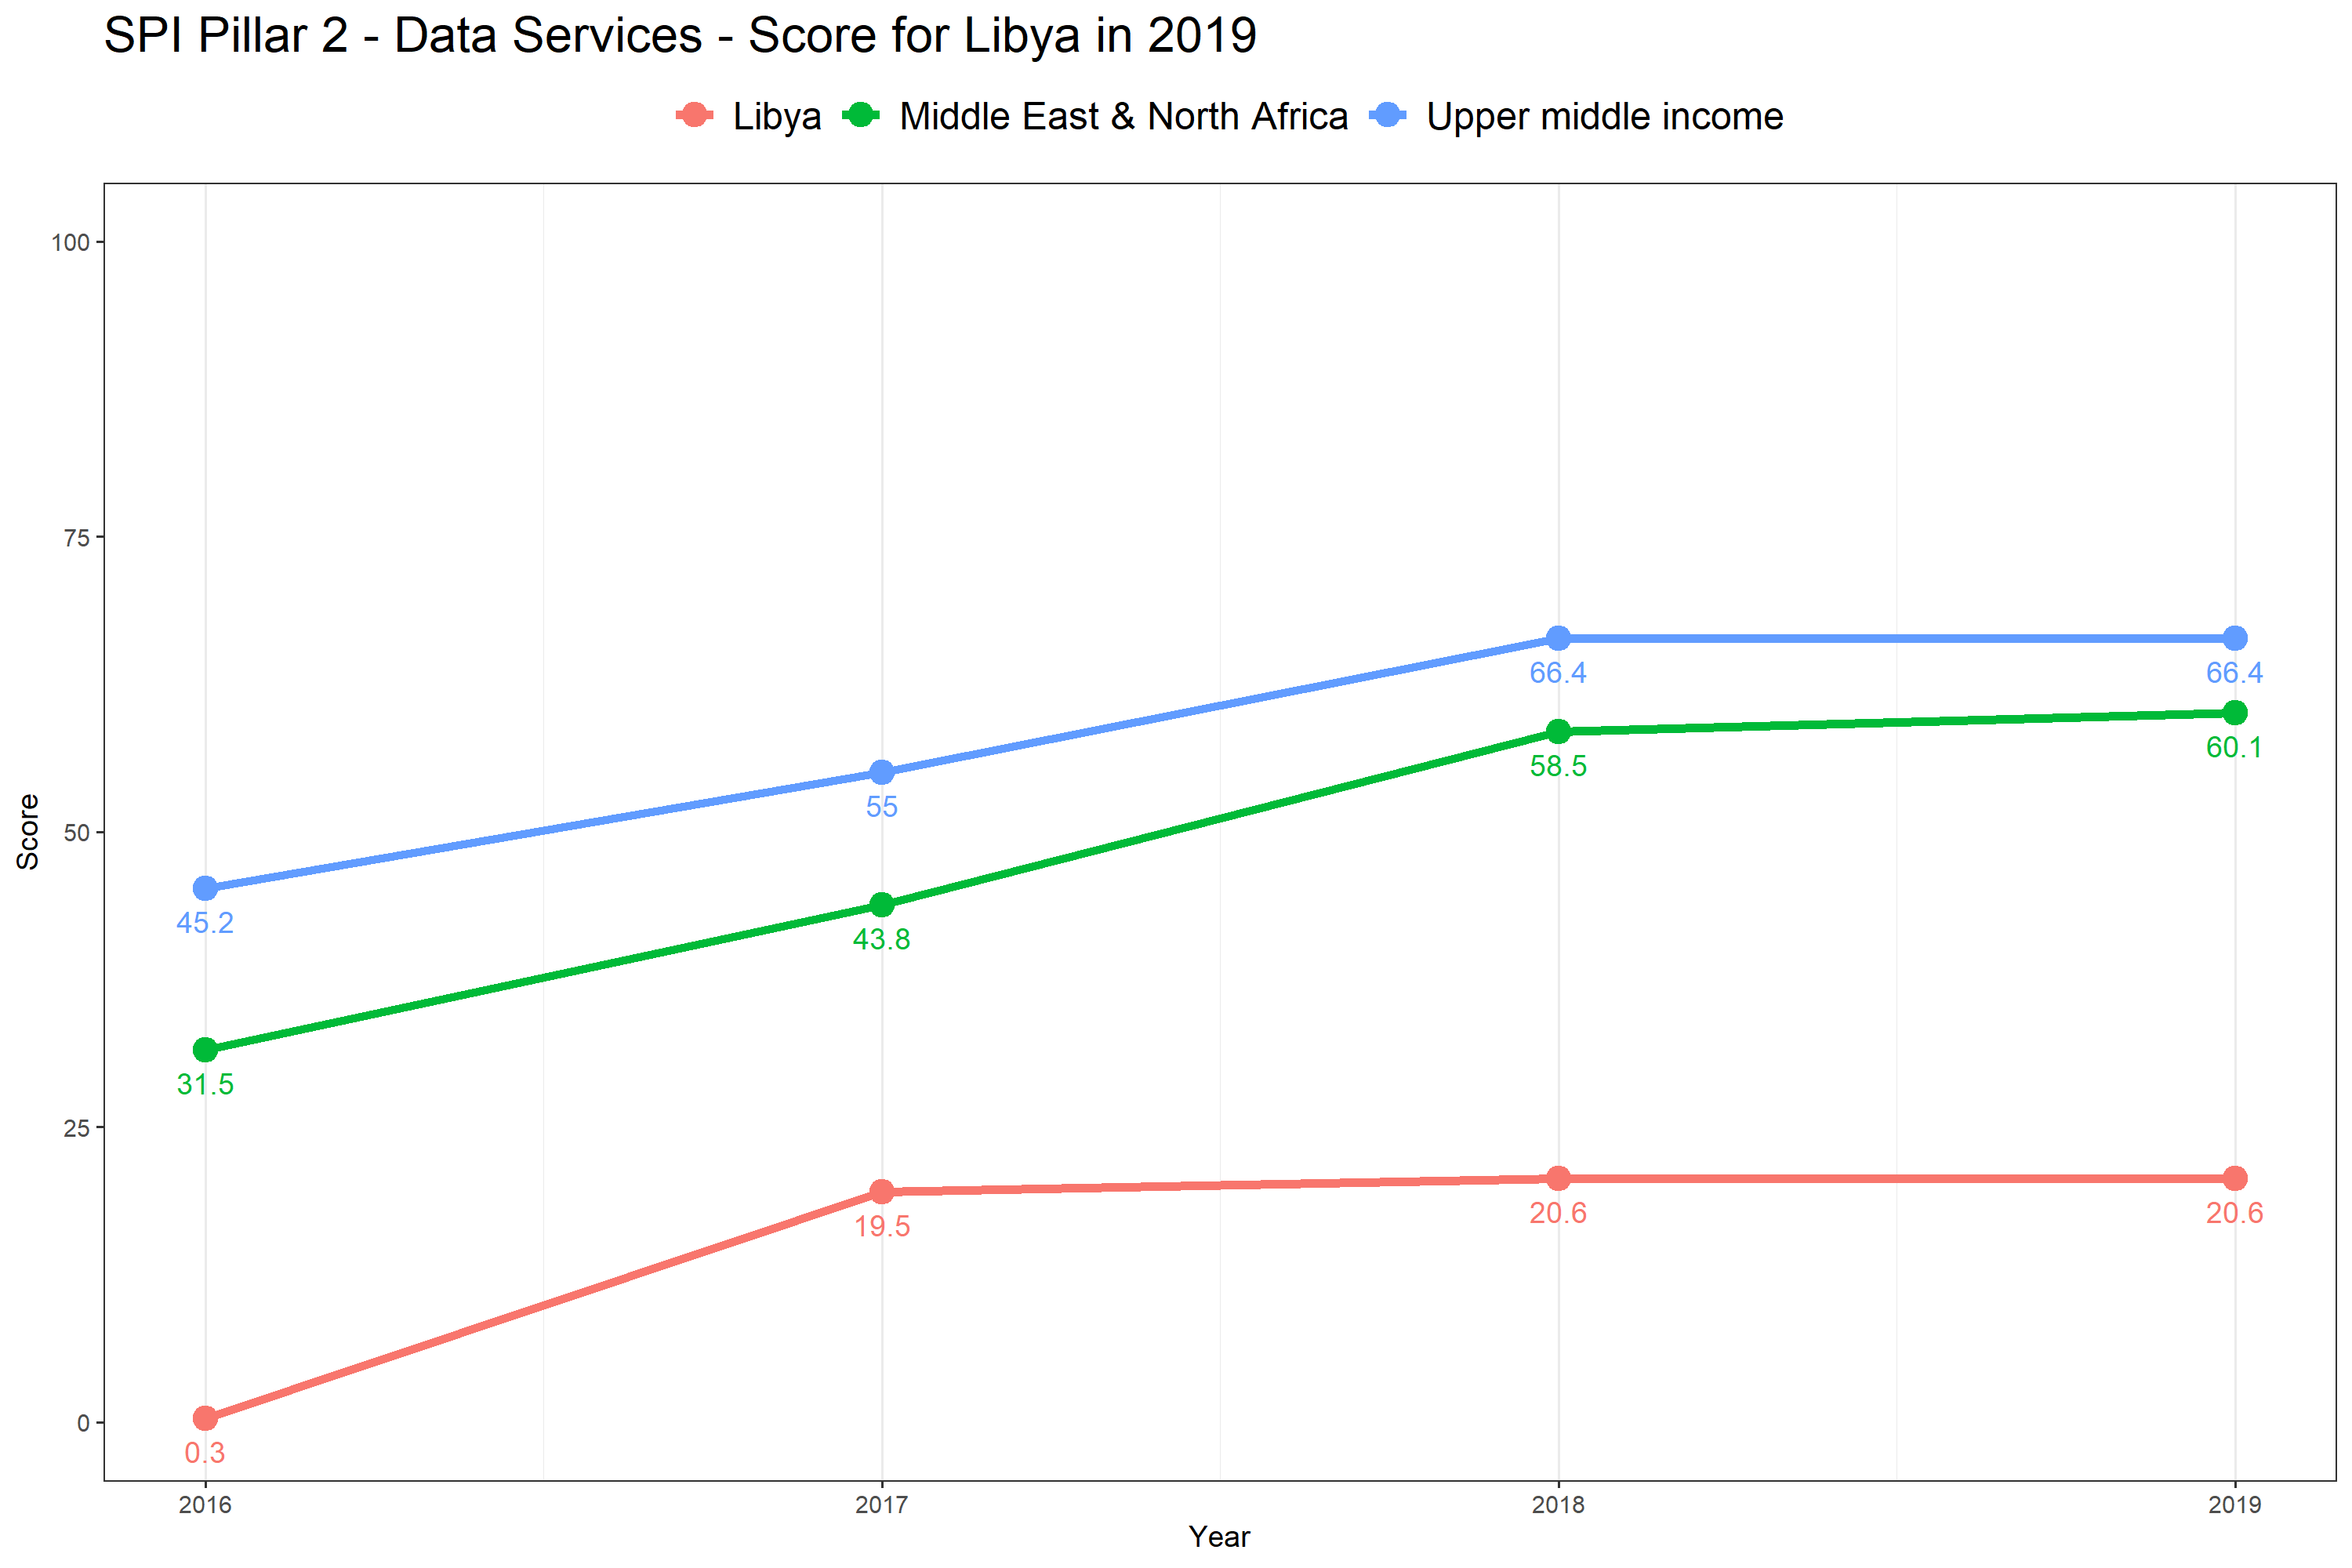 SPI Pillar 2 - Data Services - Score for Libya in 2019
Libya Middle East & North Africa Upper middle income
100
75
50
25
0
Score
66.4 66.4
58.5 60.1
55
45.2
43.8
31.5
19.5 20.6 20.6
0.3
2016 2017 2018 2019
Year